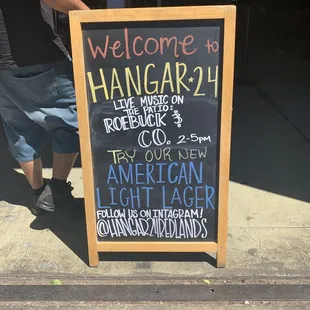 Welcome to
HANGAR★24
LIVE MUSIC ON
THE PATIO:
ROEBUCK &
CO. 2-5pm
TRY OUR NEW
AMERICAN
LIGHT LAGER
FOLLOW US ON INTAGRAM!
@HANGAR24REDLANDS